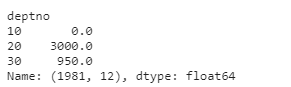 deptno
10       0.0
20    3000.0
30     950.0
Name: (1981, 12), dtype: float64